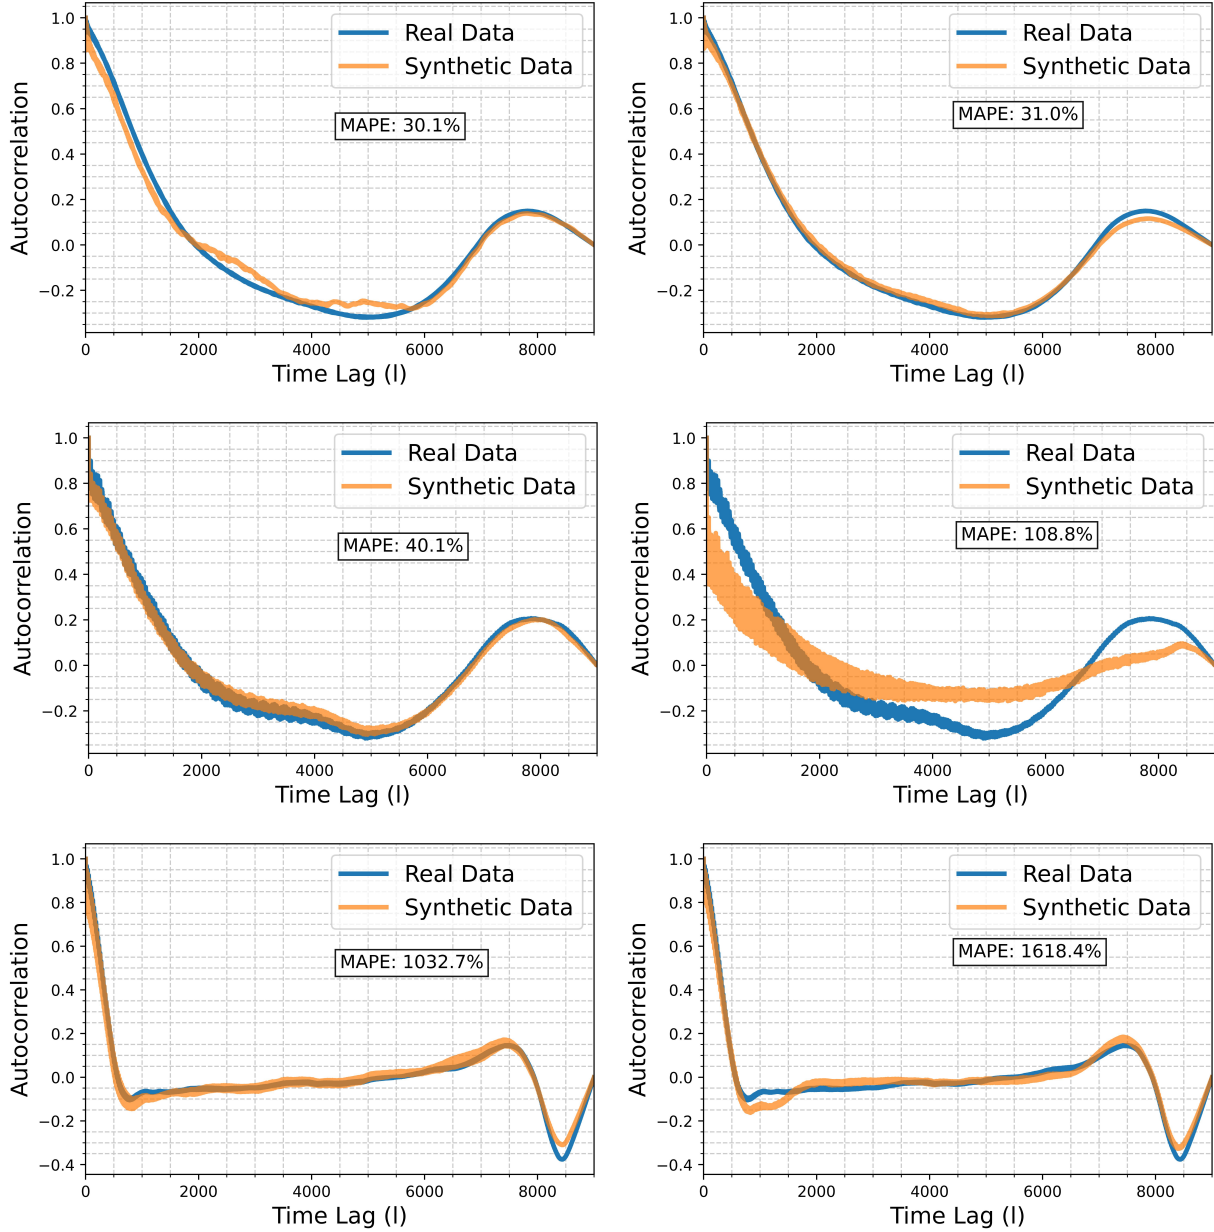 Real Data
Synthetic Data
MAPE: 30.1%
Autocorrelation
1.0
0.8
0.6
0.4
0.2
0.0
−0.2
0 2000 4000 6000 8000
Time Lag (l)
Real Data
Synthetic Data
MAPE: 31.0%
Autocorrelation
1.0
0.8
0.6
0.4
0.2
0.0
−0.2
0 2000 4000 6000 8000
Time Lag (l)
Real Data
Synthetic Data
MAPE: 40.1%
Autocorrelation
1.0
0.8
0.6
0.4
0.2
0.0
−0.2
0 2000 4000 6000 8000
Time Lag (l)
Real Data
Synthetic Data
MAPE: 108.8%
Autocorrelation
1.0
0.8
0.6
0.4
0.2
0.0
−0.2
0 2000 4000 6000 8000
Time Lag (l)
Real Data
Synthetic Data
MAPE: 1032.7%
Autocorrelation
1.0
0.8
0.6
0.4
0.2
0.0
−0.2
−0.4
0 2000 4000 6000 8000
Time Lag (l)
Real Data
Synthetic Data
MAPE: 1618.4%
Autocorrelation
1.0
0.8
0.6
0.4
0.2
0.0
−0.2
−0.4
0 2000 4000 6000 8000
Time Lag (l)